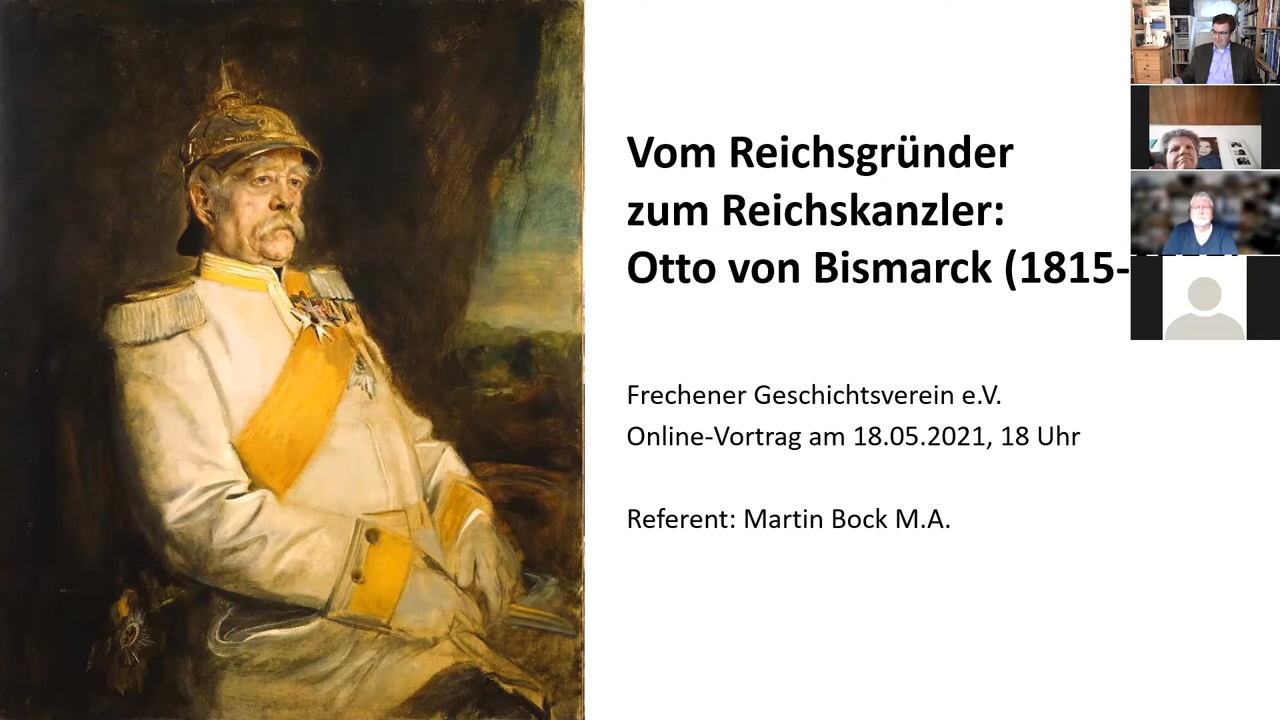 Vom Reichsgründer
zum Reichskanzler:
Otto von Bismarck (1815-
Frechener Geschichtsverein e.V.
Online-Vortrag am 18.05.2021, 18 Uhr
Referent: Martin Bock M.A.